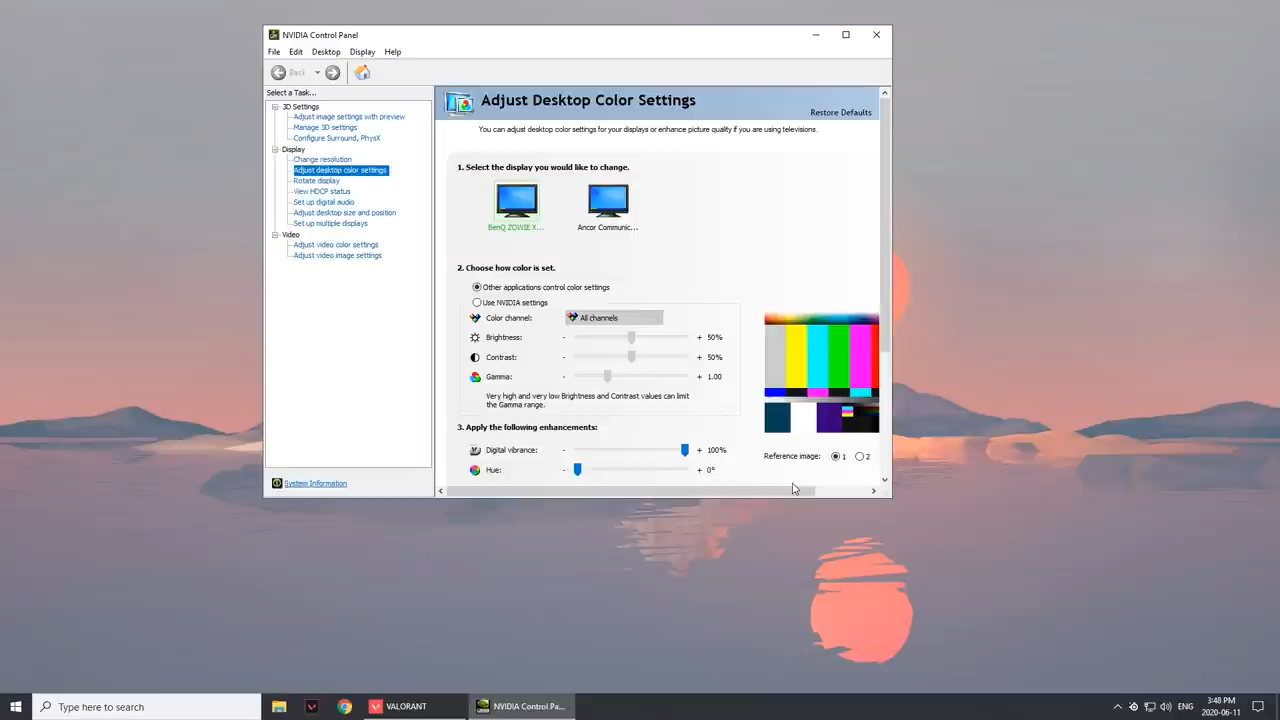 NVIDIA Control Panel
File Edit Desktop Display Help
Back
Select a Task...
3D Settings
Adjust image settings with preview
Manage 3D settings
Configure Surround, PhysX
Display
Change resolution
Adjust desktop color settings
Rotate display
View HDCP status
Set up digital audio
Adjust desktop size and position
Set up multiple displays
Video
Adjust video color settings
Adjust video image settings
System Information
Adjust Desktop Color Settings
Restore Defaults
You can adjust desktop color settings for your displays or enhance picture quality if you are using televisions.
1. Select the display you would like to change.
BenQ ZOWIE X... Ancor Communic...
2. Choose how color is set.
Other applications control color settings
Use NVIDIA settings
Color channel: All channels
Brightness: - + 50%
Contrast: - + 50%
Gamma: - + 1.00
Very high and very low Brightness and Contrast values can limit
the Gamma range.
3. Apply the following enhancements:
Digital vibrance: + 100%
Hue: - + 0°
Reference image: 1 2
Type here to search
VALORANT
NVIDIA Control Pa...
ENG
3:48 PM
2020-06-11